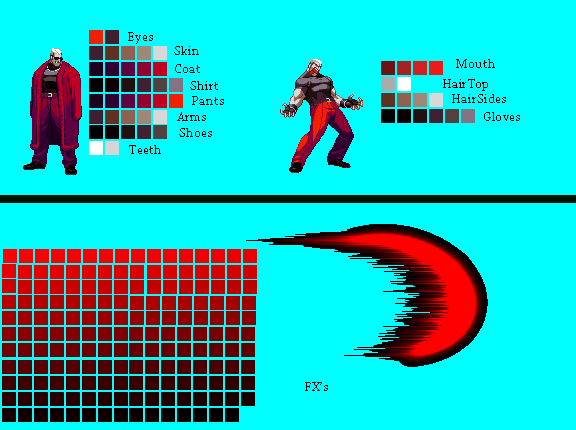 Eyes
Skin
Coat
Shirt
Pants
Arms
Shoes
Teeth
Mouth
HairTop
HairSides
Gloves
FX's